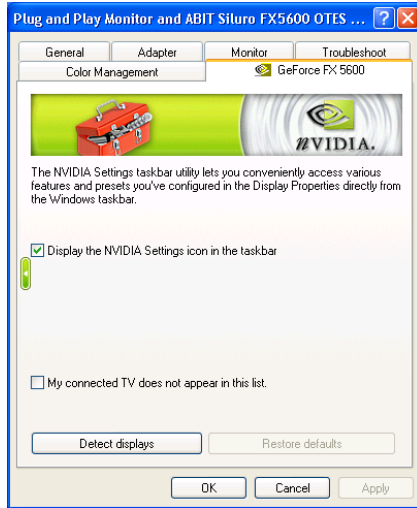 Plug and Play Monitor and ABIT Siluro FX5600 OTES ...
General Adapter Monitor Troubleshoot
Color Management GeForce FX 5600
NVIDIA.
The NVIDIA Settings taskbar utility lets you conveniently access various
features and presets you've configured in the Display Properties directly from
the Windows taskbar.
Display the NVIDIA Settings icon in the taskbar
My connected TV does not appear in this list.
Detect displays Restore defaults
OK Cancel Apply